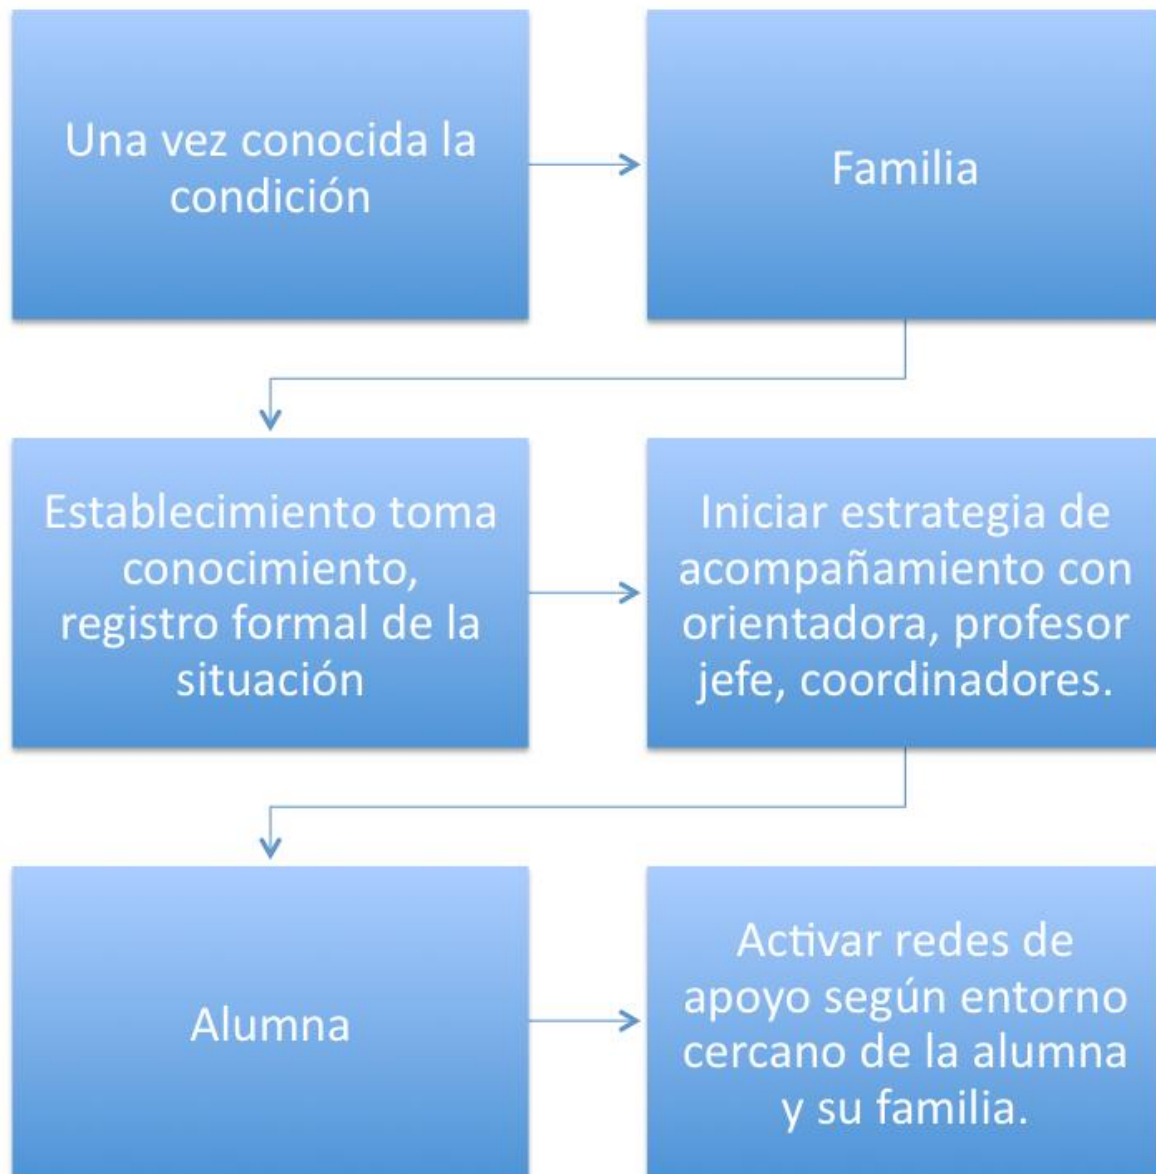 Una vez conocida la
condición
Familia
Establecimiento toma
conocimiento,
registro formal de la
situación
Iniciar estrategia de
acompañamiento con
orientadora, profesor
jefe, coordinadores.
Alumna
Activar redes de
apoyo según entorno
cercano de la alumna
y su familia.